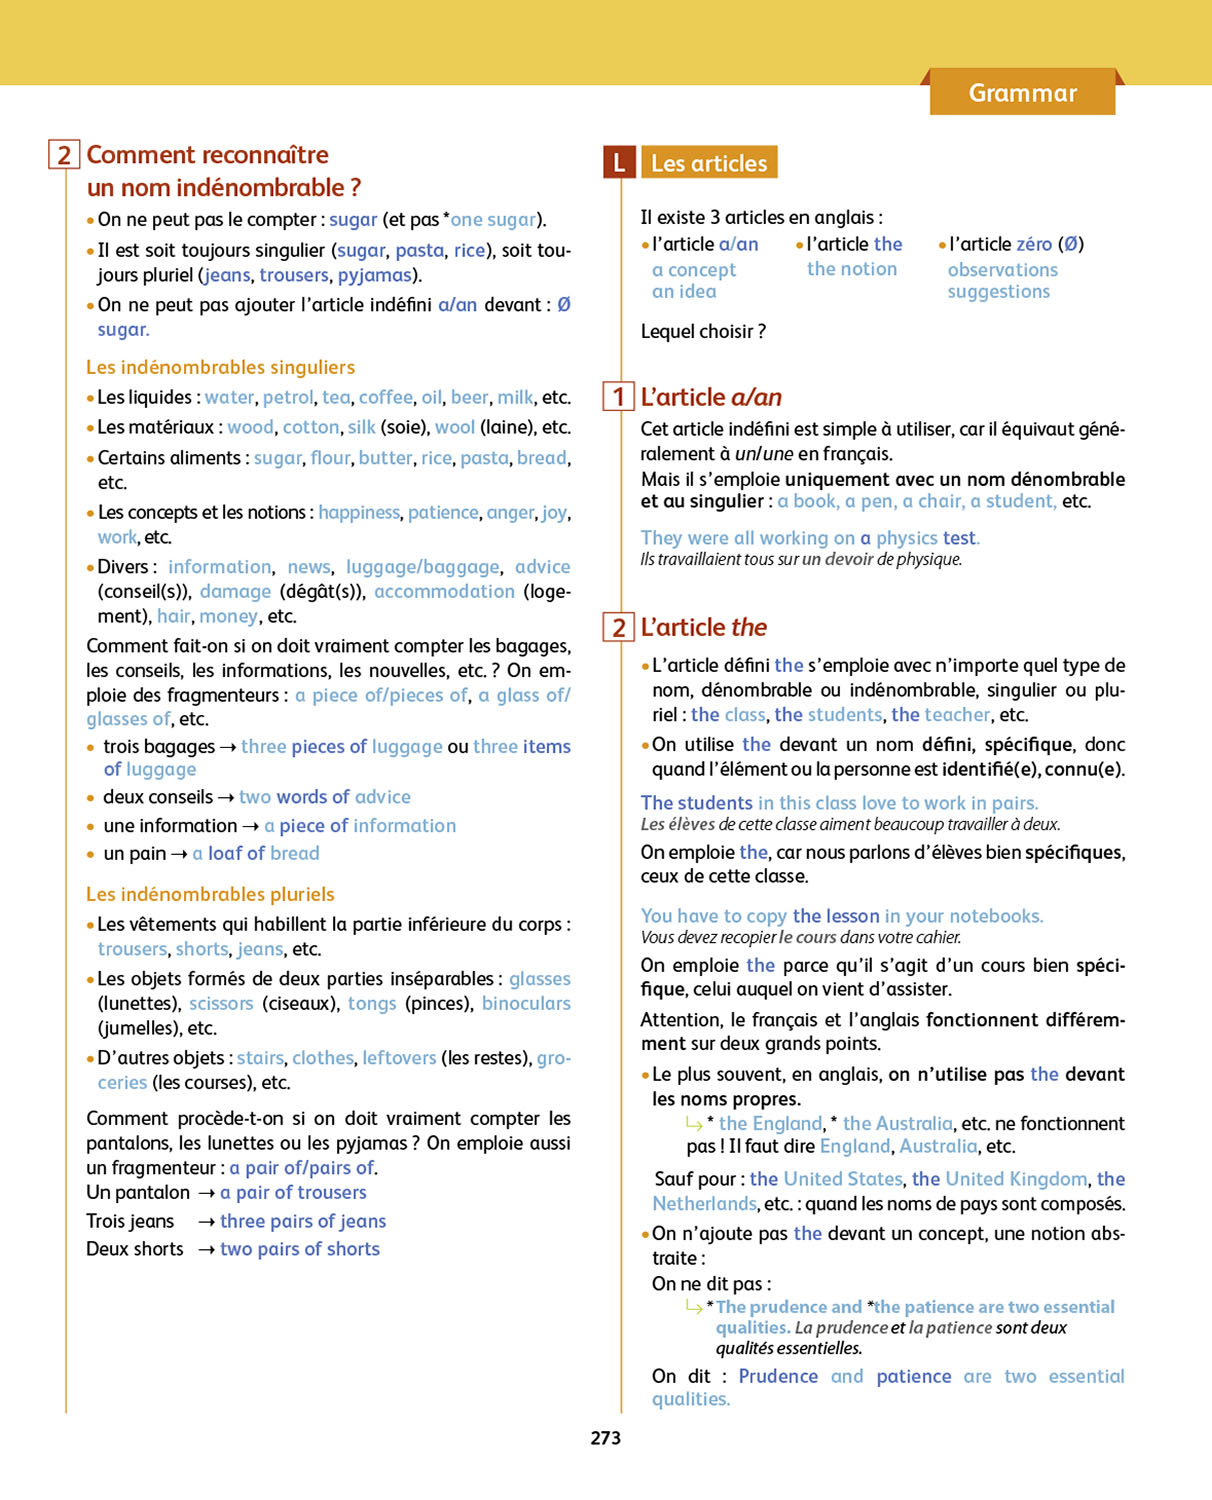 Grammar
2 Comment reconnaître
un nom indénombrable ?
• On ne peut pas le compter : sugar (et pas *one sugar).
• Il est soit toujours singulier (sugar, pasta, rice), soit tou-
jours pluriel (jeans, trousers, pyjamas).
• On ne peut pas ajouter l'article indéfini a/an devant : Ø
sugar.
Les indénombrables singuliers
• Les liquides : water, petrol, tea, coffee, oil, beer, milk, etc.
• Les matériaux : wood, cotton, silk (soie), wool (laine), etc.
• Certains aliments : sugar, flour, butter, rice, pasta, bread,
etc.
• Les concepts et les notions : happiness, patience, anger, joy,
work, etc.
• Divers : information, news, luggage/baggage, advice
(conseil(s)), damage (dégât(s)), accommodation (loge-
ment), hair, money, etc.
Comment fait-on si on doit vraiment compter les bagages,
les conseils, les informations, les nouvelles, etc. ? On em-
ploie des fragmenteurs : a piece of/pieces of, a glass of/
glasses of, etc.
• trois bagages → three pieces of luggage ou three items
of luggage
• deux conseils → two words of advice
• une information → a piece of information
• un pain → a loaf of bread
Les indénombrables pluriels
• Les vêtements qui habillent la partie inférieure du corps :
trousers, shorts, jeans, etc.
• Les objets formés de deux parties inséparables : glasses
(lunettes), scissors (ciseaux), tongs (pinces), binoculars
(jumelles), etc.
• D'autres objets : stairs, clothes, leftovers (les restes), gro-
ceries (les courses), etc.
Comment procède-t-on si on doit vraiment compter les
pantalons, les lunettes ou les pyjamas ? On emploie aussi
un fragmenteur : a pair of/pairs of.
Un pantalon → a pair of trousers
Trois jeans → three pairs of jeans
Deux shorts → two pairs of shorts
L Les articles
Il existe 3 articles en anglais :
• l'article a/an • l'article the • l'article zéro (Ø)
a concept the notion observations
an idea suggestions
Lequel choisir ?
1 L'article a/an
Cet article indéfini est simple à utiliser, car il équivaut géné-
ralement à un/une en français.
Mais il s'emploie uniquement avec un nom dénombrable
et au singulier : a book, a pen, a chair, a student, etc.
They were all working on a physics test.
Ils travaillaient tous sur un devoir de physique.
2 L'article the
• L'article défini the s'emploie avec n'importe quel type de
nom, dénombrable ou indénombrable, singulier ou plu-
riel : the class, the students, the teacher, etc.
• On utilise the devant un nom défini, spécifique, donc
quand l'élément ou la personne est identifié(e), connu(e).
The students in this class love to work in pairs.
Les élèves de cette classe aiment beaucoup travailler à deux.
On emploie the, car nous parlons d'élèves bien spécifiques,
ceux de cette classe.
You have to copy the lesson in your notebooks.
Vous devez recopier le cours dans votre cahier.
On emploie the parce qu'il s'agit d'un cours bien spéci-
fique, celui auquel on vient d'assister.
Attention, le français et l'anglais fonctionnent différem-
ment sur deux grands points.
• Le plus souvent, en anglais, on n'utilise pas the devant
les noms propres.
↳ * the England, * the Australia, etc. ne fonctionnent
pas ! Il faut dire England, Australia, etc.
Sauf pour : the United States, the United Kingdom, the
Netherlands, etc. : quand les noms de pays sont composés.
• On n'ajoute pas the devant un concept, une notion abs-
traite :
On ne dit pas :
↳ * The prudence and *the patience are two essential
qualities. La prudence et la patience sont deux
qualités essentielles.
On dit : Prudence and patience are two essential
qualities.
273